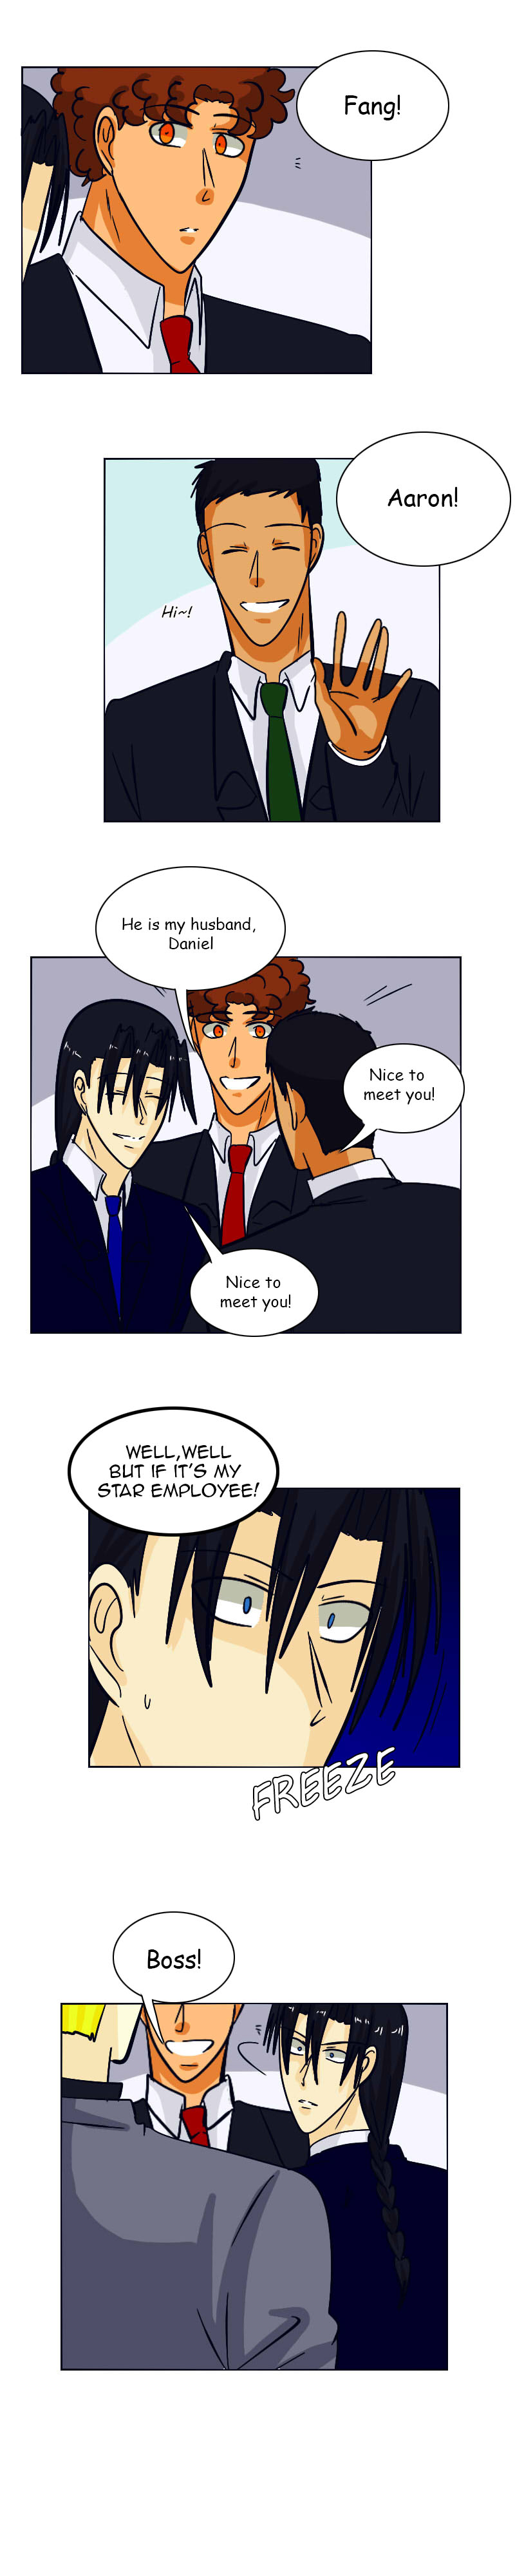 Fang!
Aaron!
Hi~!
He is my husband,
Daniel
Nice to
meet you!
Nice to
meet you!
WELL,WELL
BUT IF IT'S MY
STAR EMPLOYEE!
FREEZE
Boss!